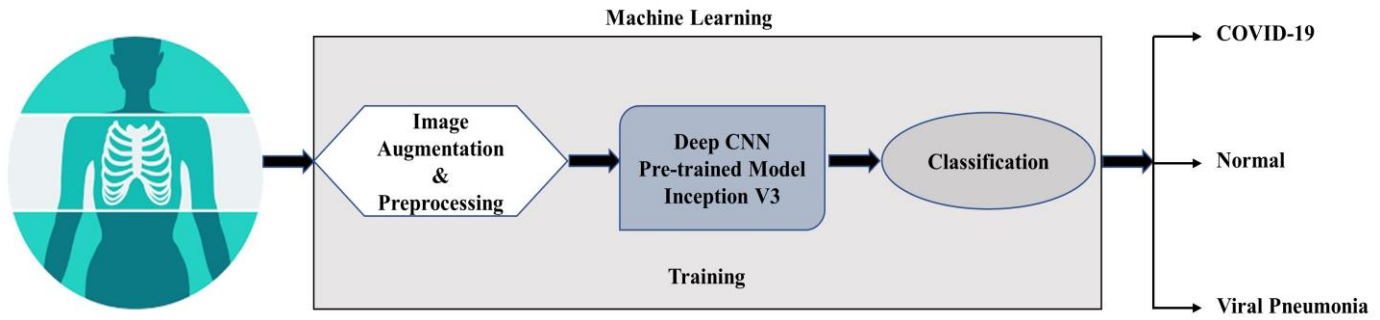 Machine Learning
Image
Augmentation
&
Preprocessing
Deep CNN
Pre-trained Model
Inception V3
Classification
Training
COVID-19
Normal
Viral Pneumonia